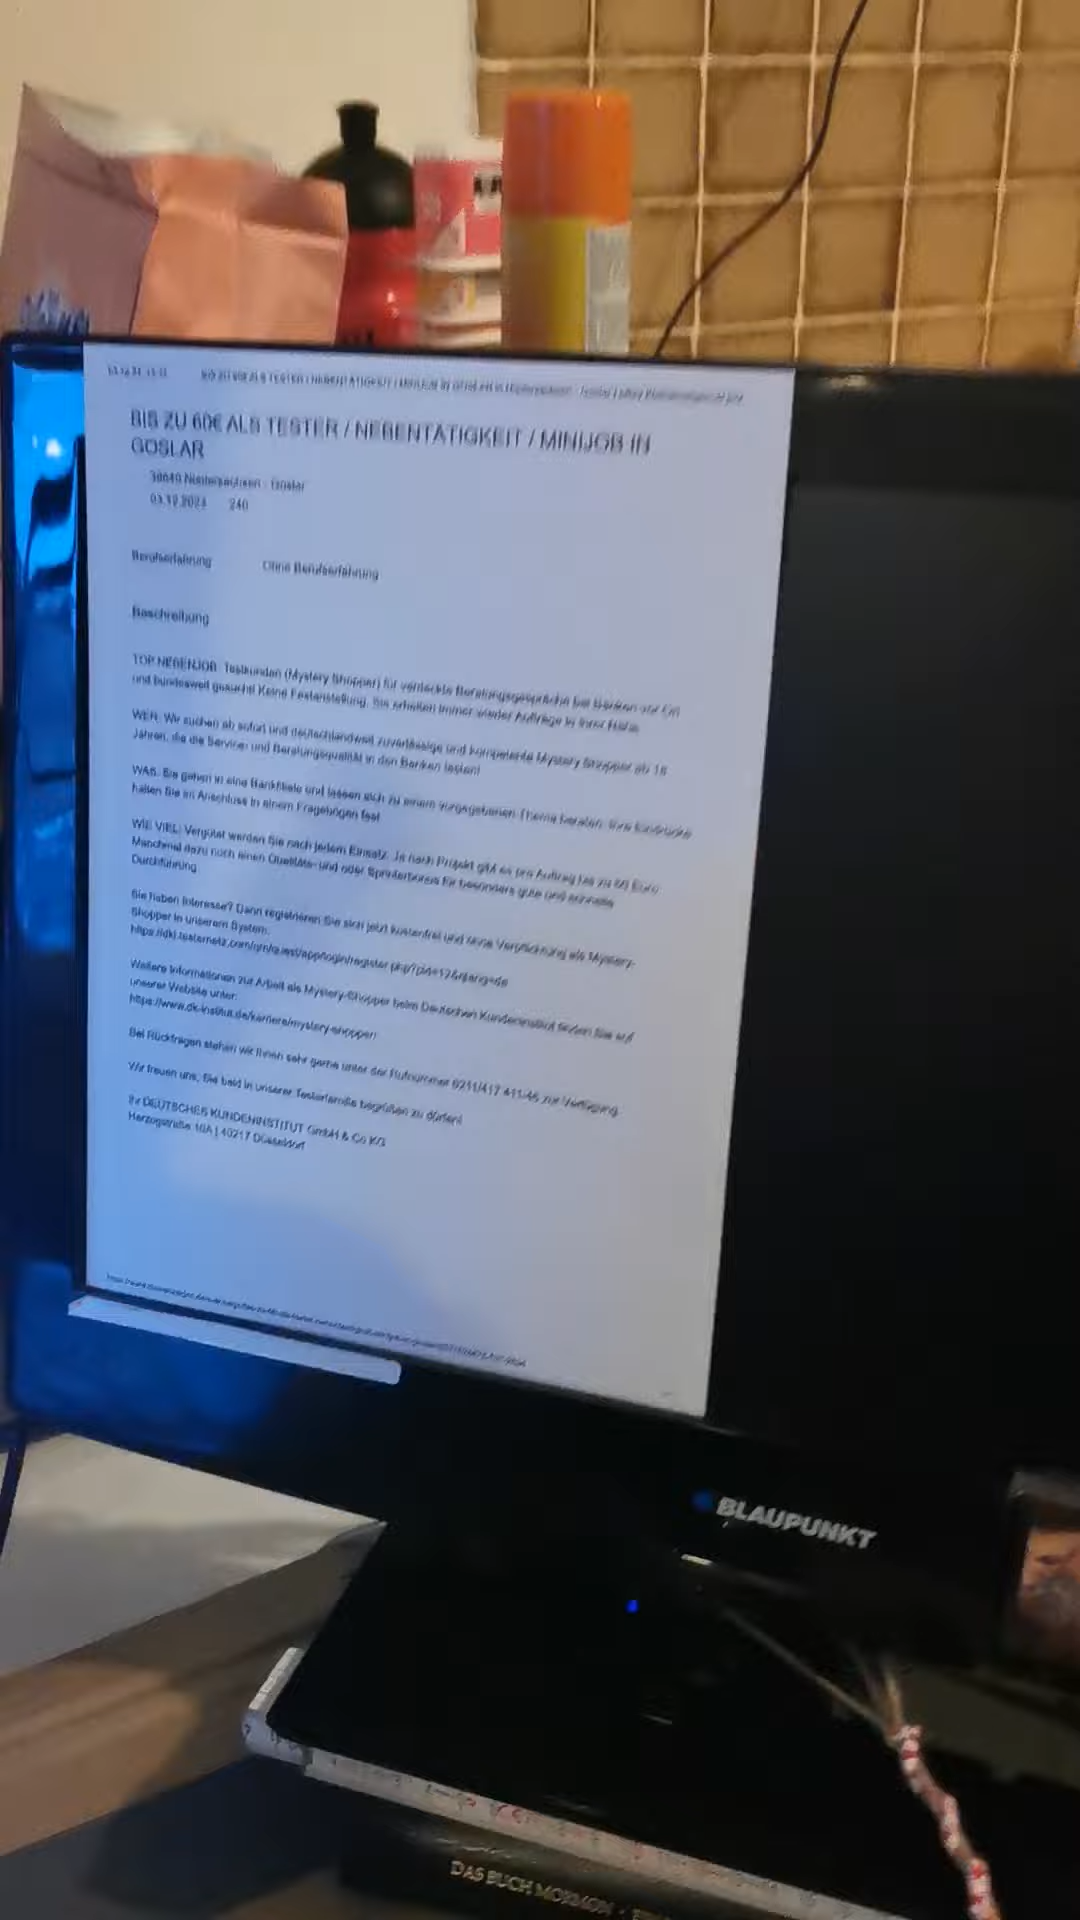 BIS ZU 60€ ALS TESTER / NEBENTÄTIGKEIT / MINIJOB IN
GOSLAR
38640 Niedersachsen - Goslar
03.12.2024 240
Berufserfahrung Ohne Berufserfahrung
Beschreibung
TOP NEBENJOB: Testkunden (Mystery Shopper) für verdeckte Beratungsgespräche bei Banken vor Ort
und bundesweit gesucht! Keine Festanstellung. Sie erhalten immer wieder Aufträge in Ihrer Nähe.
WER: Wir suchen ab sofort und deutschlandweit zuverlässige und kompetente Mystery Shopper ab 18
Jahren, die die Service- und Beratungsqualität in den Banken testen!
WAS: Sie gehen in eine Bankfiliale und lassen sich zu einem vorgegebenen Thema beraten. Ihre Eindrücke
halten Sie im Anschluss in einem Fragebogen fest.
WIE VIEL: Vergütet werden Sie nach jedem Einsatz. Je nach Projekt gibt es pro Auftrag bis zu 60 Euro.
Manchmal dazu noch einen Qualitäts- und oder Sprinterbonus für besonders gute und schnelle
Durchführung.
Sie haben Interesse? Dann registrieren Sie sich jetzt kostenfrei und ohne Verpflichtung als Mystery-
Shopper in unserem System:
Weitere Informationen zur Arbeit als Mystery-Shopper beim Deutschen Kundeninstitut finden Sie auf
unserer Website unter:
https://www.dk-institut.de/karriere/mystery-shopper/
Bei Rückfragen stehen wir Ihnen sehr gerne unter der Rufnummer 0211/417 411-46 zur Verfügung.
Wir freuen uns, Sie bald in unserer Testerfamilie begrüßen zu dürfen!
Ihr DEUTSCHES KUNDENINSTITUT GmbH & Co KG
Herzogstraße 10A | 40217 Düsseldorf
BLAUPUNKT
DAS BUCH MORMON